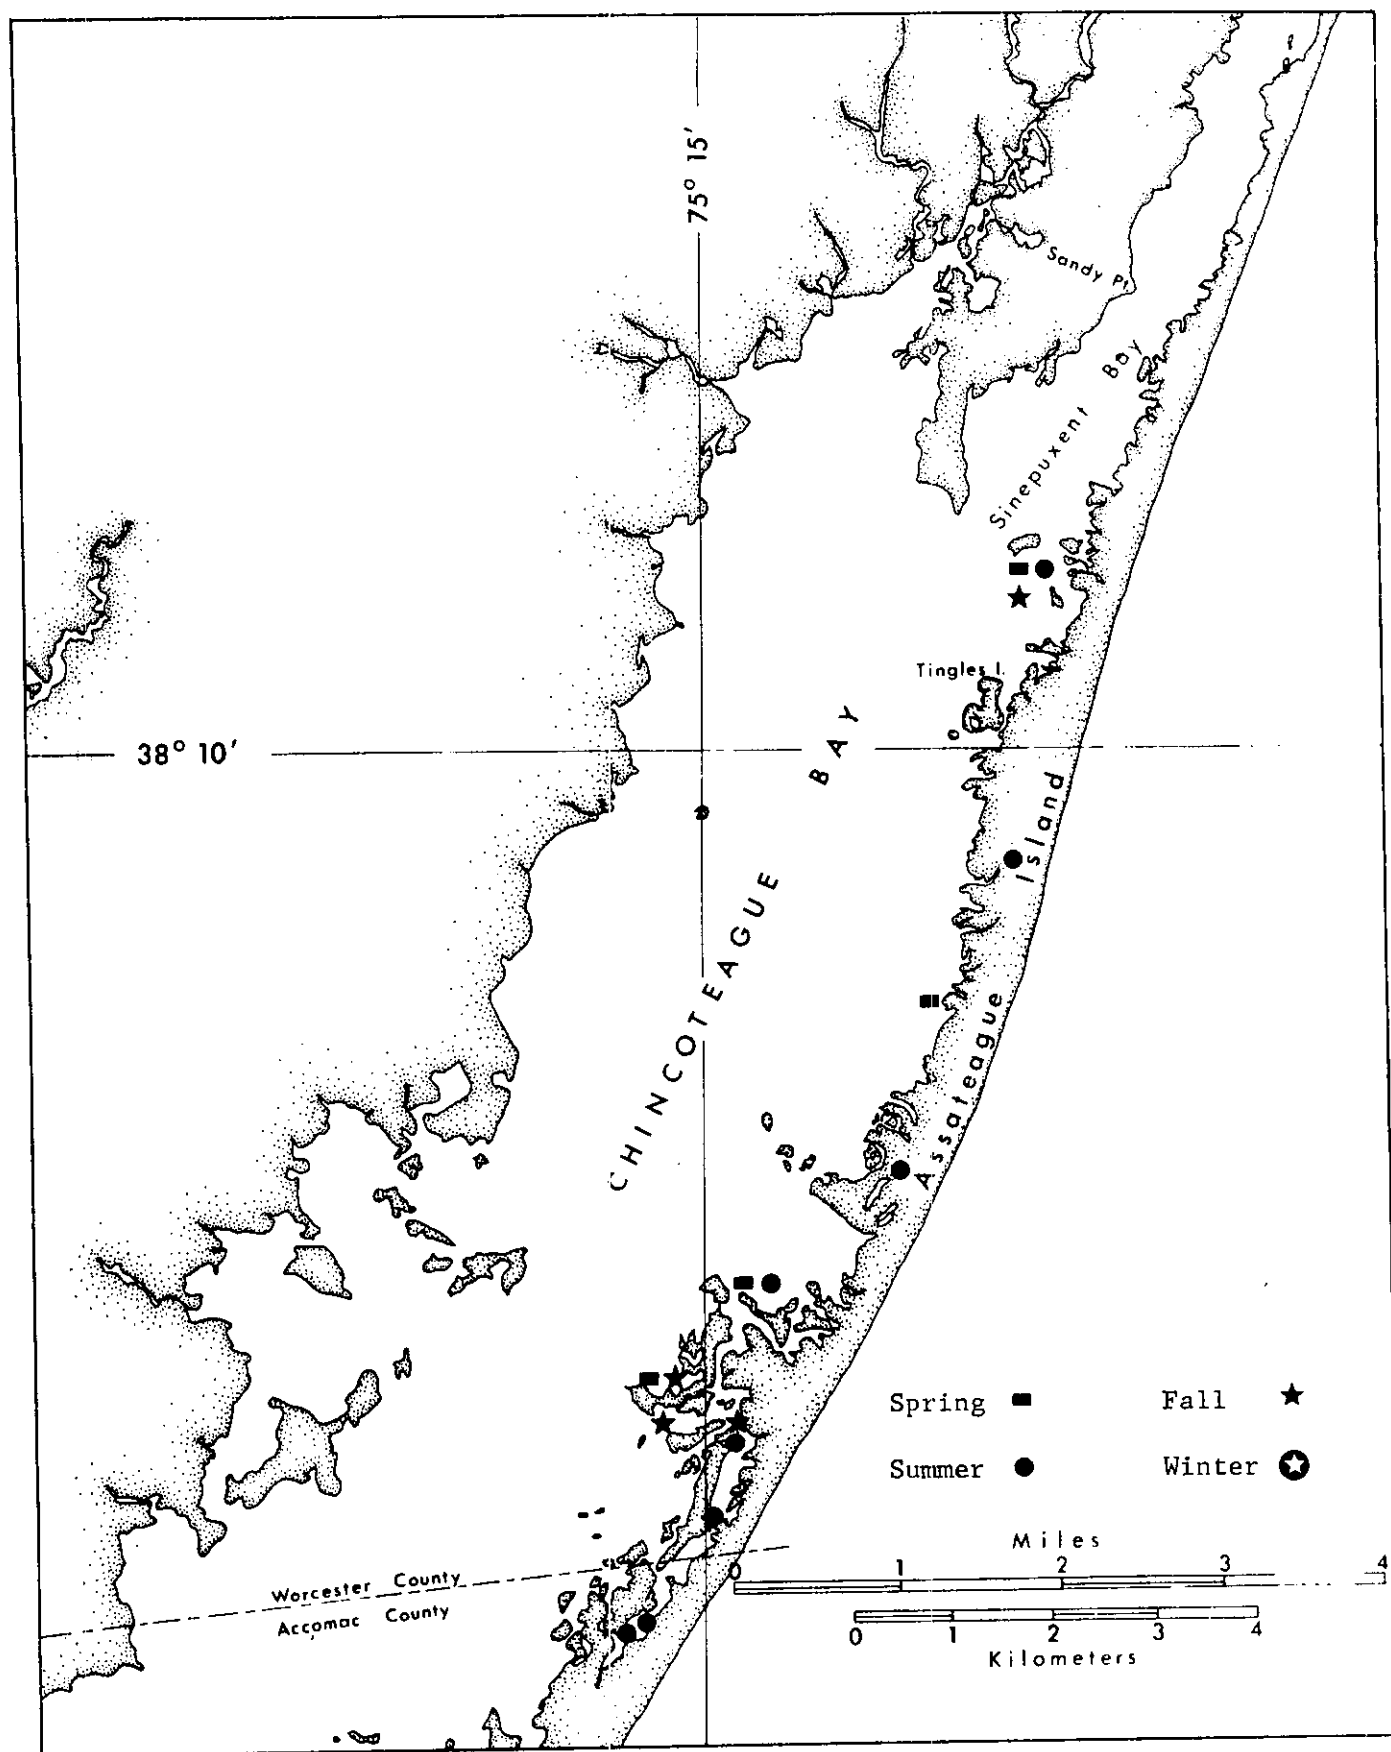 75° 15'
Sandy Pt.
Sinepuxent Bay
Tingles I.
38° 10'
CHINCOTEAGUE BAY
Assateague Island
Spring
Fall
Summer
Winter
Worcester County
Accomac County
Miles
0 1 2 3 4
0 1 2 3 4
Kilometers